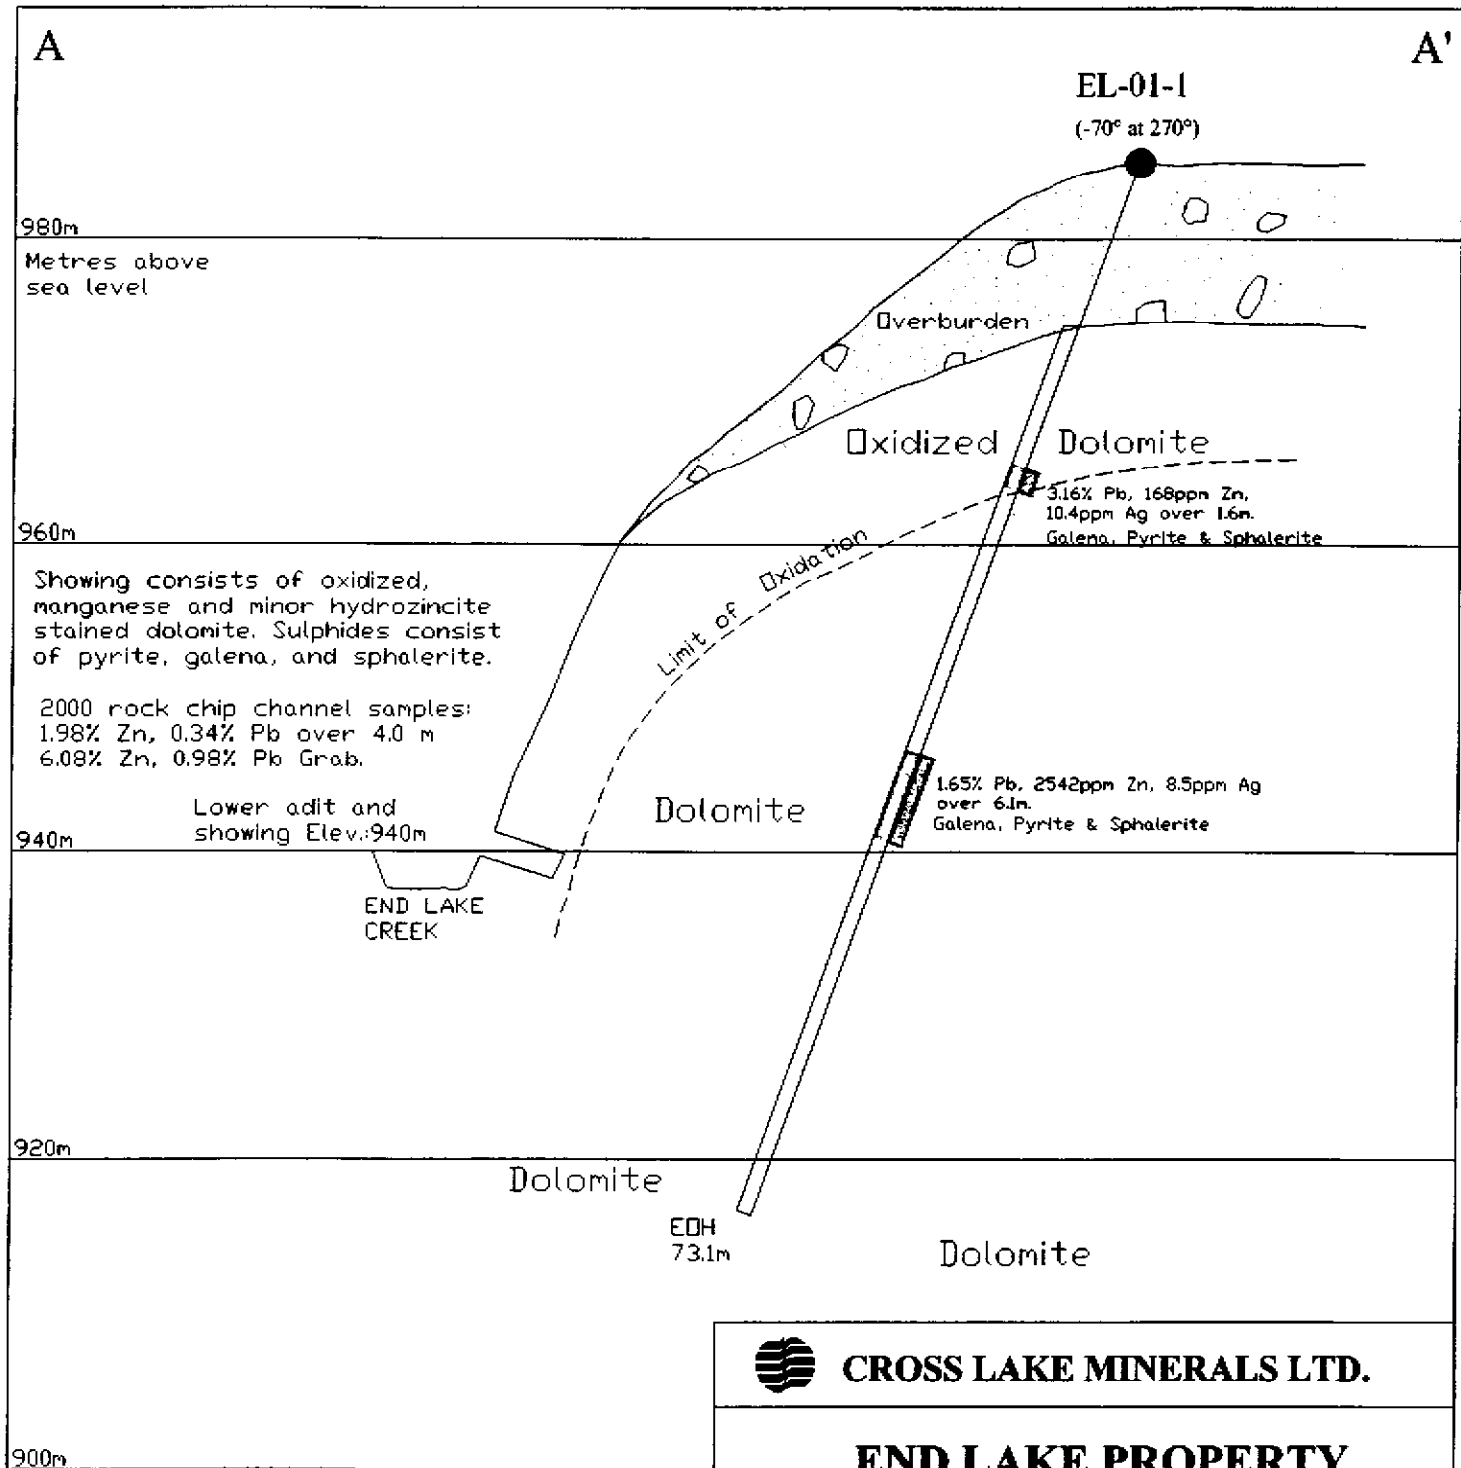 A
A'
EL-01-1
(-70° at 270°)
980m
Metres above
sea level
Overburden
Oxidized Dolomite
3.16% Pb, 168ppm Zn,
10.4ppm Ag over 1.6m.
Galena, Pyrite & Sphalerite
960m
Limit of Oxidation
Showing consists of oxidized,
manganese and minor hydrozincite
stained dolomite. Sulphides consist
of pyrite, galena, and sphalerite.
2000 rock chip channel samples:
1.98% Zn, 0.34% Pb over 4.0 m
6.08% Zn, 0.98% Pb Grab.
Lower adit and
showing Elev.:940m
Dolomite
1.65% Pb, 2542ppm Zn, 8.5ppm Ag
over 6.1m.
Galena, Pyrite & Sphalerite
940m
END LAKE
CREEK
920m
Dolomite
EOH
73.1m
Dolomite
CROSS LAKE MINERALS LTD.
END LAKE PROPERTY
900m